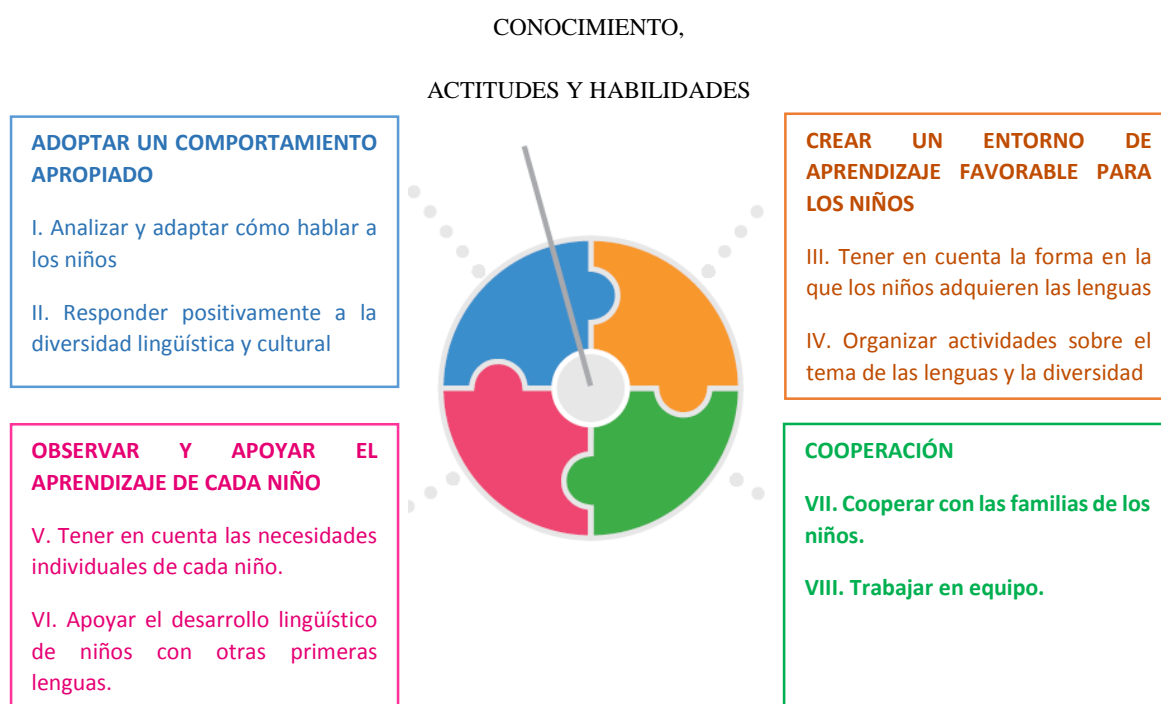 CONOCIMIENTO,
ACTITUDES Y HABILIDADES
ADOPTAR UN COMPORTAMIENTO
APROPIADO
I. Analizar y adaptar cómo hablar a
los niños
II. Responder positivamente a la
diversidad lingüística y cultural
CREAR UN ENTORNO DE
APRENDIZAJE FAVORABLE PARA
LOS NIÑOS
III. Tener en cuenta la forma en la
que los niños adquieren las lenguas
IV. Organizar actividades sobre el
tema de las lenguas y la diversidad
OBSERVAR Y APOYAR EL
APRENDIZAJE DE CADA NIÑO
V. Tener en cuenta las necesidades
individuales de cada niño.
VI. Apoyar el desarrollo lingüístico
de niños con otras primeras
lenguas.
COOPERACIÓN
VII. Cooperar con las familias de los
niños.
VIII. Trabajar en equipo.